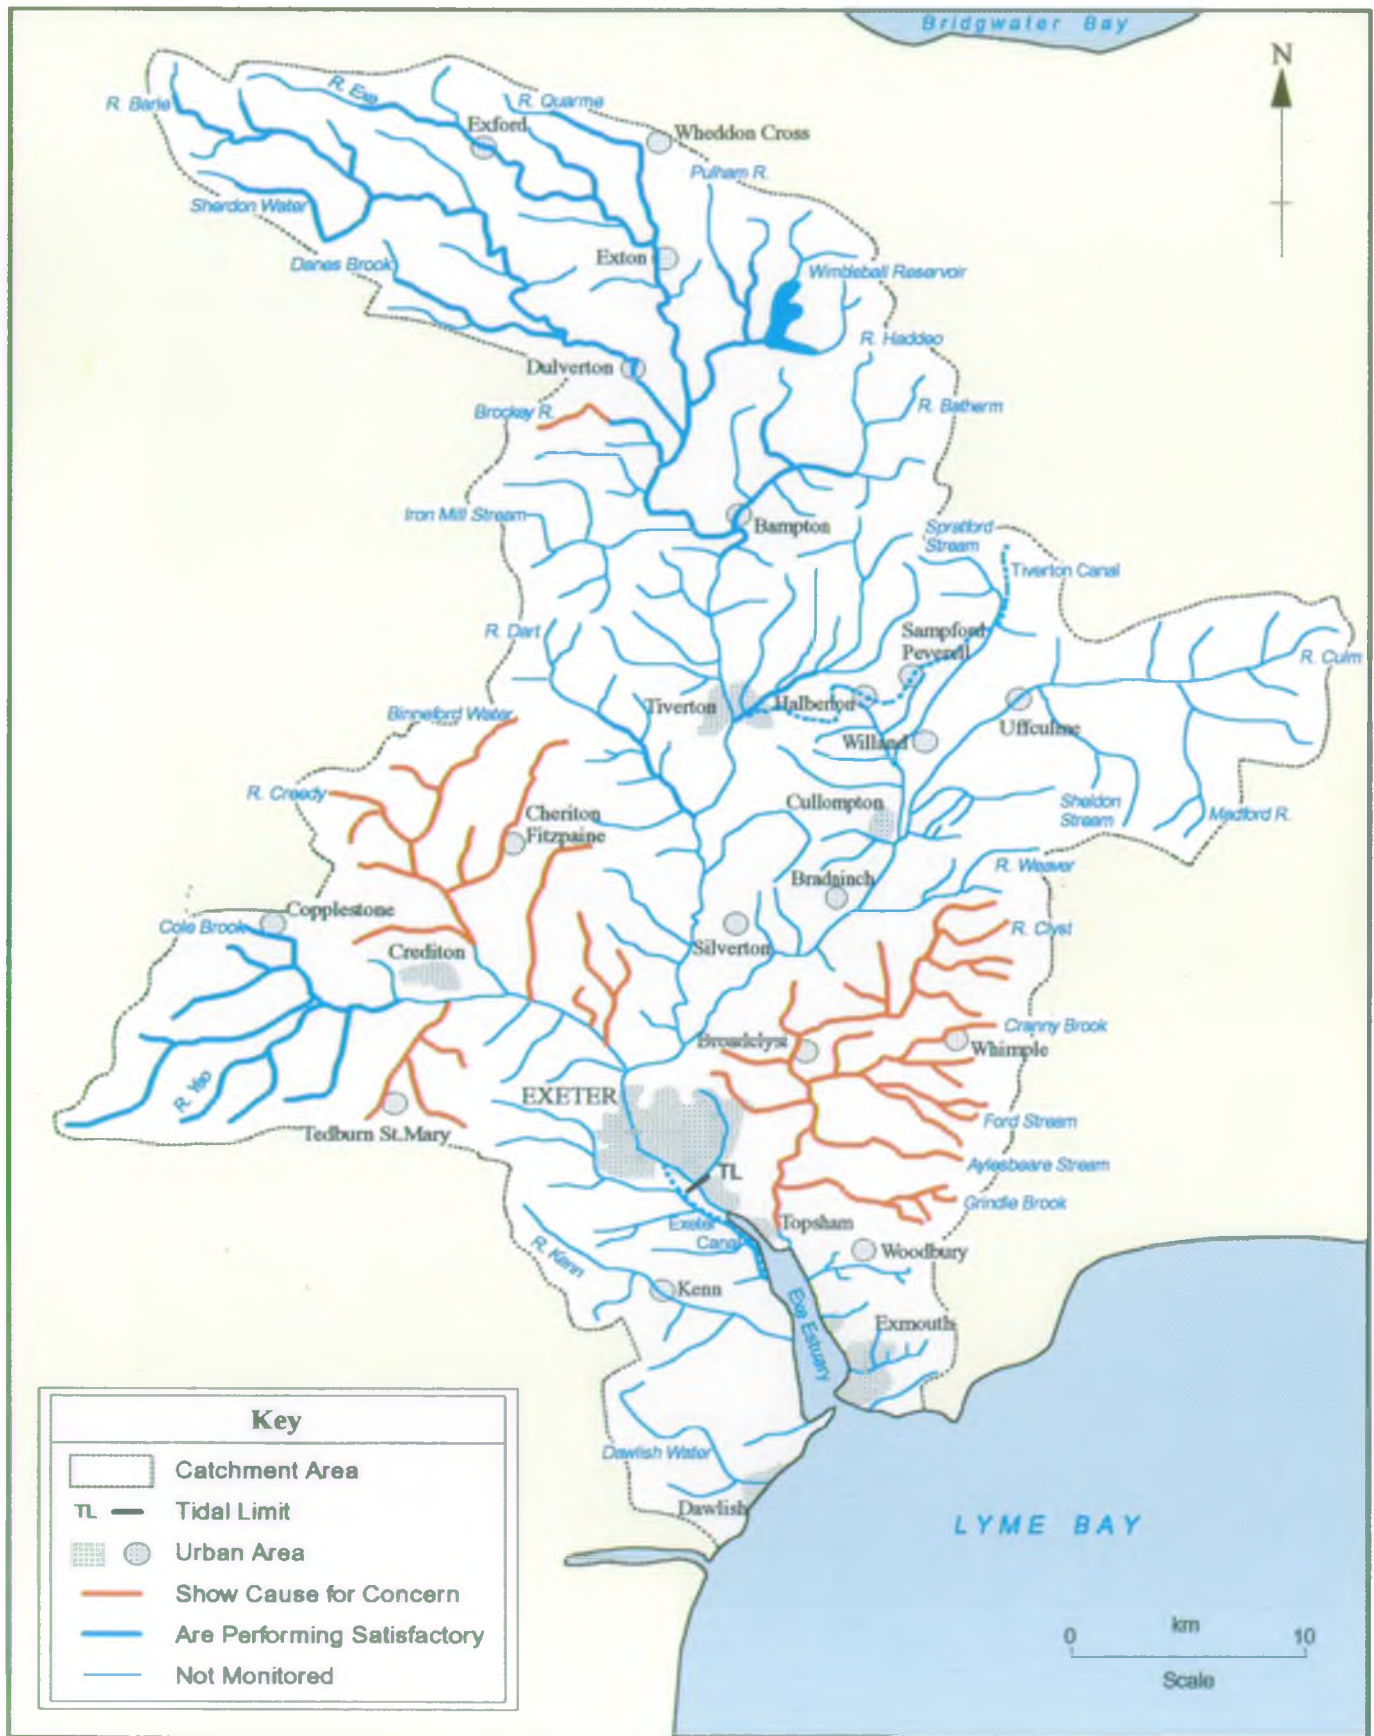 Bridgwater Bay
N
R. Barle
R. Exe
R. Quarme
Exford
Wheddon Cross
Pulham R.
Sherdon Water
Danes Brook
Exton
Wimbleball Reservoir
R. Haddeo
Dulverton
Brockey R.
R. Batherm
Iron Mill Stream
Bampton
Spratford
Stream
Tiverton Canal
R. Dart
Sampford
Peverell
R. Culm
Tiverton
Halberton
Binneford Water
Willand
Uffculme
R. Creedy
Cheriton
Fitzpaine
Cullompton
Sheldon
Stream
Madford R.
R. Weaver
Bradninch
Copplestone
Cole Brook
Crediton
Silverton
R. Clyst
Cranny Brook
Broadclyst
Whimple
R. Yeo
EXETER
Ford Stream
Tedburn St.Mary
TL
Aylesbeare Stream
Grindle Brook
Exeter
Canal
Topsham
R. Kenn
Woodbury
Kenn
Exe Estuary
Exmouth
Dawlish Water
Dawlish
LYME BAY
Key
Catchment Area
TL Tidal Limit
Urban Area
Show Cause for Concern
Are Performing Satisfactory
Not Monitored
km
0 10
Scale